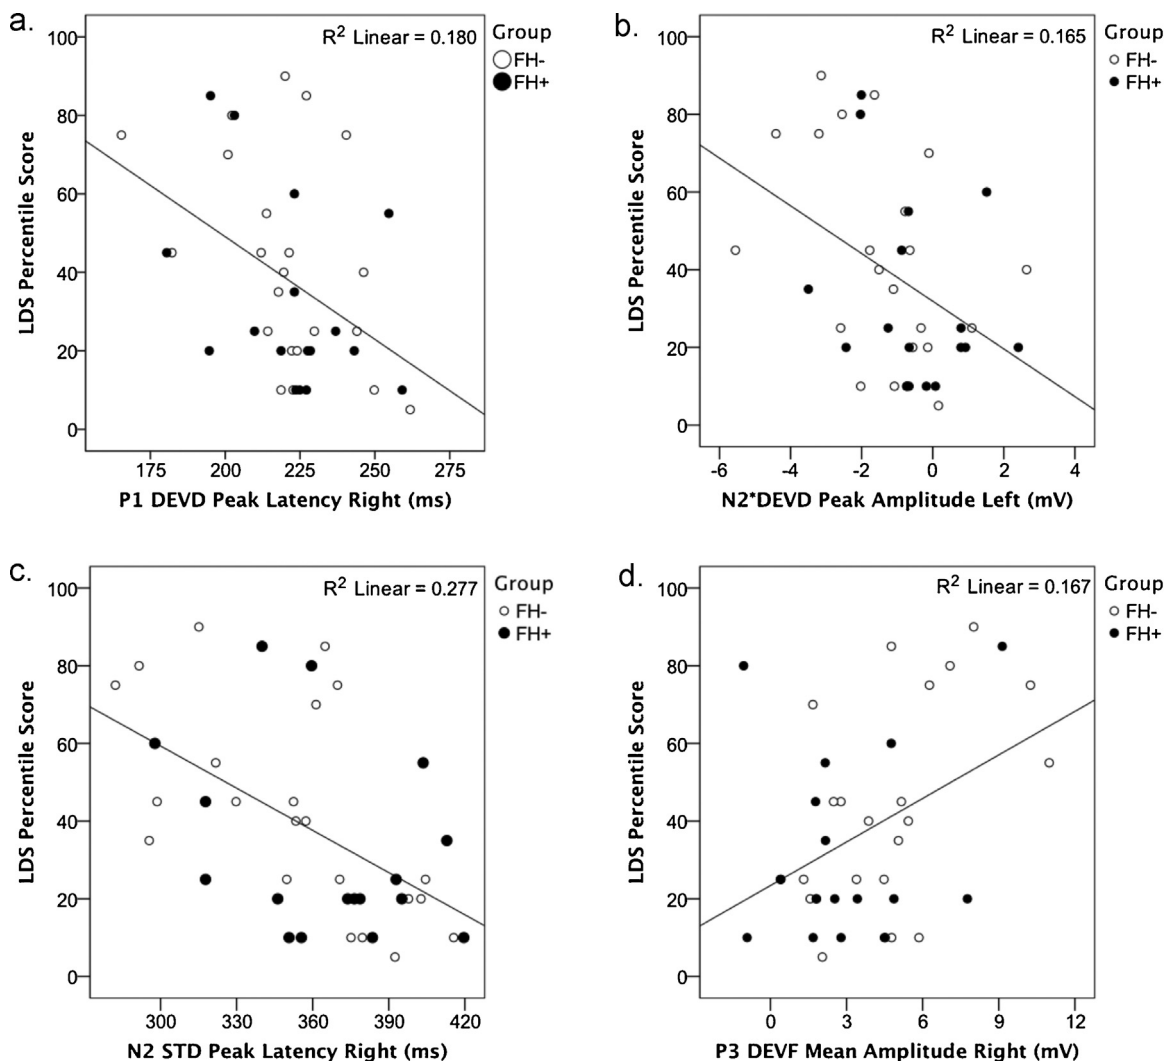 a.
R² Linear = 0.180
Group
FH-
FH+
100
80
60
40
20
0
LDS Percentile Score
175 200 225 250 275
P1 DEVD Peak Latency Right (ms)
b.
R² Linear = 0.165
Group
FH-
FH+
100
80
60
40
20
0
LDS Percentile Score
-6 -4 -2 0 2 4
N2*DEVD Peak Amplitude Left (mV)
c.
R² Linear = 0.277
Group
FH-
FH+
100
80
60
40
20
0
LDS Percentile Score
300 330 360 390 420
N2 STD Peak Latency Right (ms)
d.
R² Linear = 0.167
Group
FH-
FH+
100
80
60
40
20
0
LDS Percentile Score
0 3 6 9 12
P3 DEVF Mean Amplitude Right (mV)